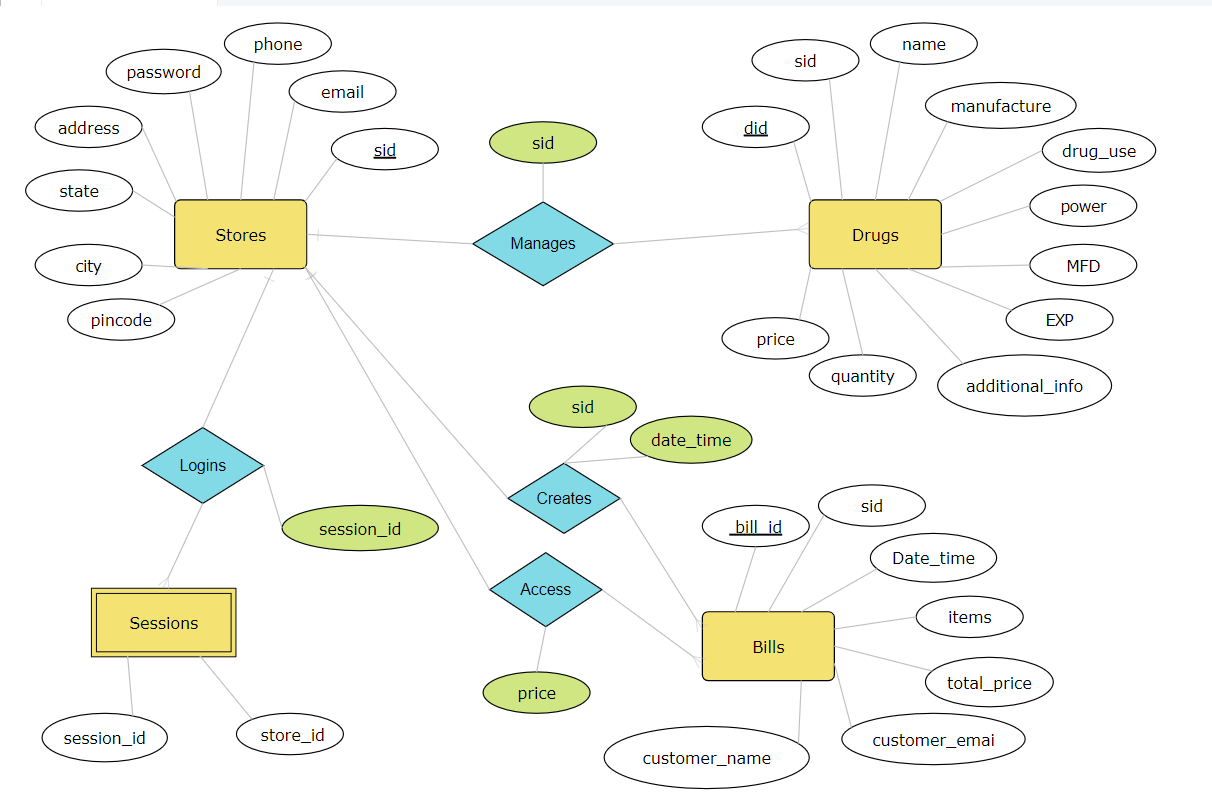 phone
name
sid
password
email
manufacture
address
did
sid
sid
drug_use
state
power
Stores
Manages
Drugs
city
MFD
pincode
EXP
price
quantity
additional_info
sid
date_time
Logins
Creates
sid
bill_id
session_id
Date_time
Access
items
Sessions
Bills
total_price
price
session_id
store_id
customer_emai
customer_name